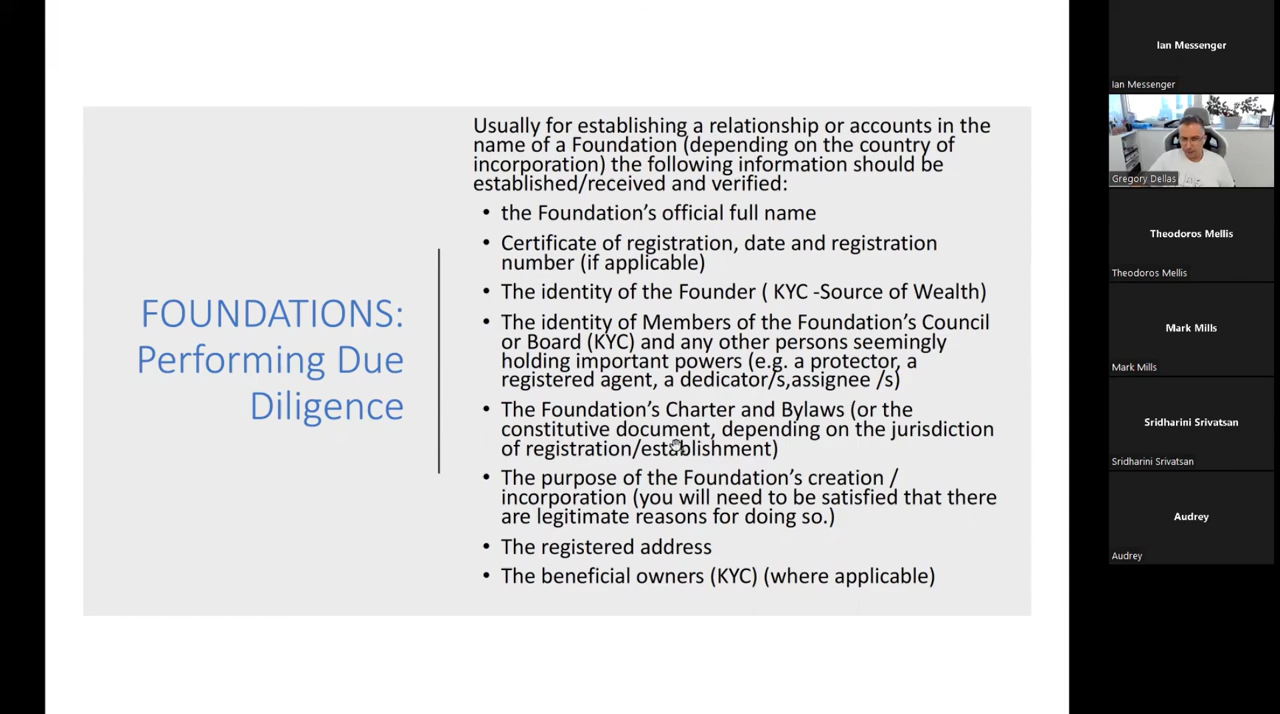 FOUNDATIONS:
Performing Due
Diligence
Usually for establishing a relationship or accounts in the
name of a Foundation (depending on the country of
incorporation) the following information should be
established/received and verified:
• the Foundation's official full name
• Certificate of registration, date and registration
number (if applicable)
• The identity of the Founder ( KYC -Source of Wealth)
• The identity of Members of the Foundation's Council
or Board (KYC) and any other persons seemingly
holding important powers (e.g. a protector, a
registered agent, a dedicator/s,assignee /s)
• The Foundation's Charter and Bylaws (or the
constitutive document, depending on the jurisdiction
of registration/establishment)
• The purpose of the Foundation's creation /
incorporation (you will need to be satisfied that there
are legitimate reasons for doing so.)
• The registered address
• The beneficial owners (KYC) (where applicable)
Ian Messenger
Ian Messenger
Gregory Dellas
Theodoros Mellis
Theodoros Mellis
Mark Mills
Mark Mills
Sridharini Srivatsan
Sridharini Srivatsan
Audrey
Audrey